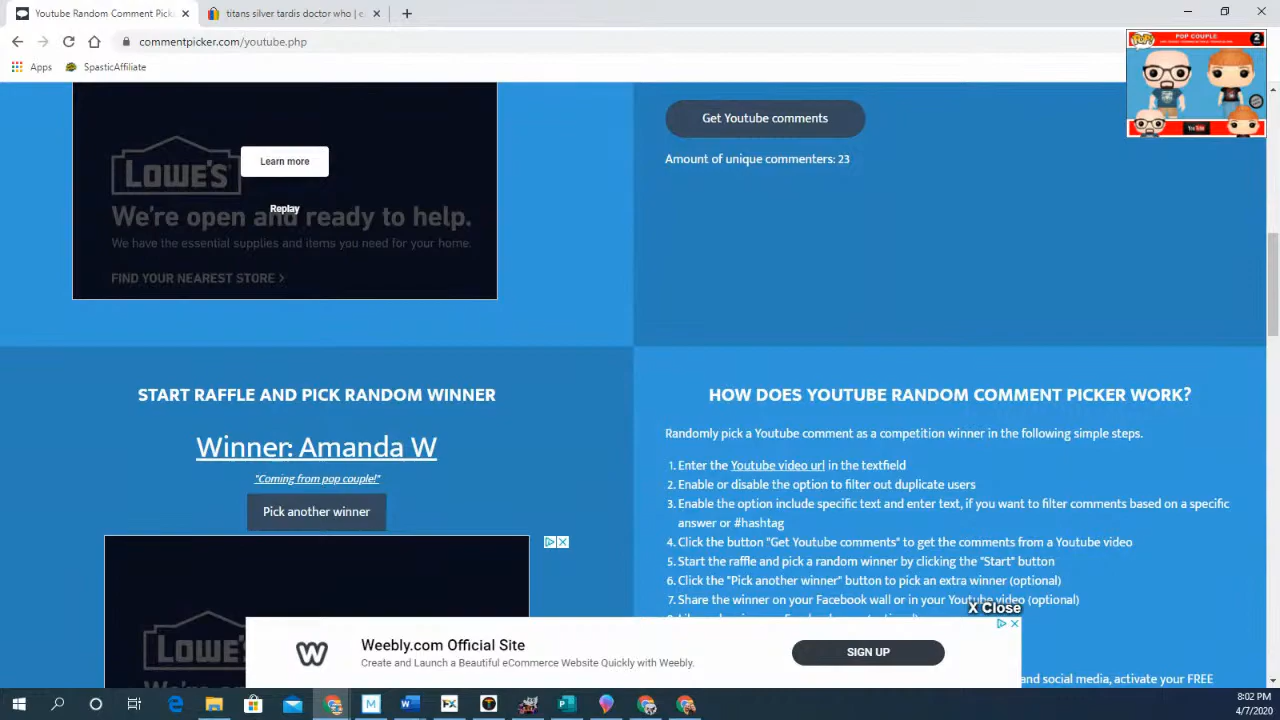 Youtube Random Comment Pick
titans silver tardis doctor who | e
commentpicker.com/youtube.php
Apps
SpasticAffiliate
POP COUPLE
2
Get Youtube comments
Amount of unique commenters: 23
LOWE'S
Learn more
Replay
We're open and ready to help.
We have the essential supplies and items you need for your home.
FIND YOUR NEAREST STORE >
YouTube
START RAFFLE AND PICK RANDOM WINNER
Winner: Amanda W
"Coming from pop couple!"
Pick another winner
LOWE'S
HOW DOES YOUTUBE RANDOM COMMENT PICKER WORK?
Randomly pick a Youtube comment as a competition winner in the following simple steps.
1. Enter the Youtube video url in the textfield
2. Enable or disable the option to filter out duplicate users
3. Enable the option include specific text and enter text, if you want to filter comments based on a specific
answer or #hashtag
4. Click the button "Get Youtube comments" to get the comments from a Youtube video
5. Start the raffle and pick a random winner by clicking the "Start" button
6. Click the "Pick another winner" button to pick an extra winner (optional)
7. Share the winner on your Facebook wall or in your Youtube video (optional)
X Close
W
Weebly.com Official Site
Create and Launch a Beautiful eCommerce Website Quickly with Weebly.
SIGN UP
and social media, activate your FREE
8:02 PM
4/7/2020